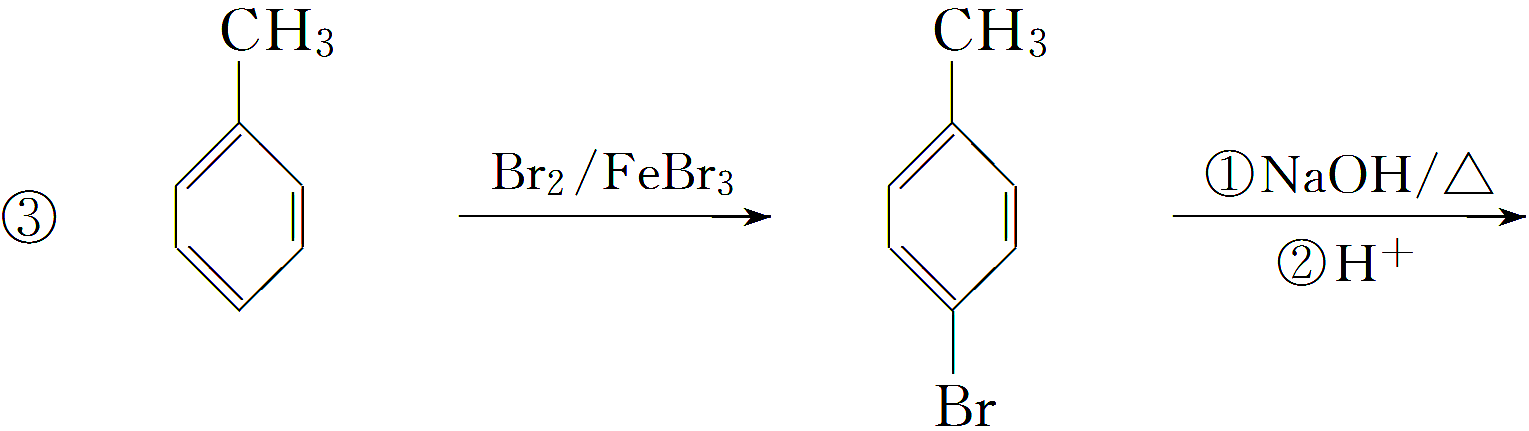 CH₃ CH₃
③ Br₂/FeBr₃ ①NaOH/△
②H⁺
Br